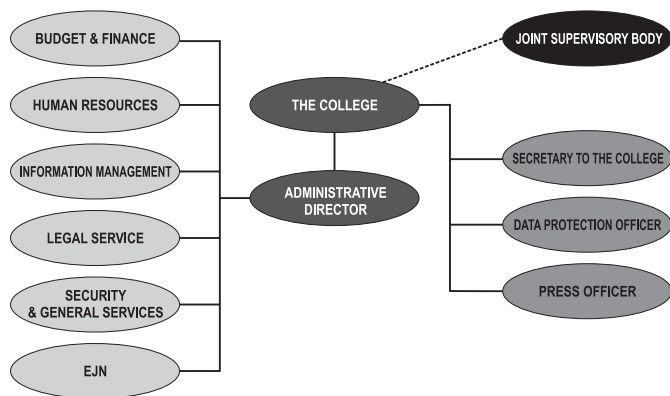 BUDGET & FINANCE
HUMAN RESOURCES
INFORMATION MANAGEMENT
LEGAL SERVICE
SECURITY
& GENERAL SERVICES
EJN
THE COLLEGE
ADMINISTRATIVE
DIRECTOR
JOINT SUPERVISORY BODY
SECRETARY TO THE COLLEGE
DATA PROTECTION OFFICER
PRESS OFFICER